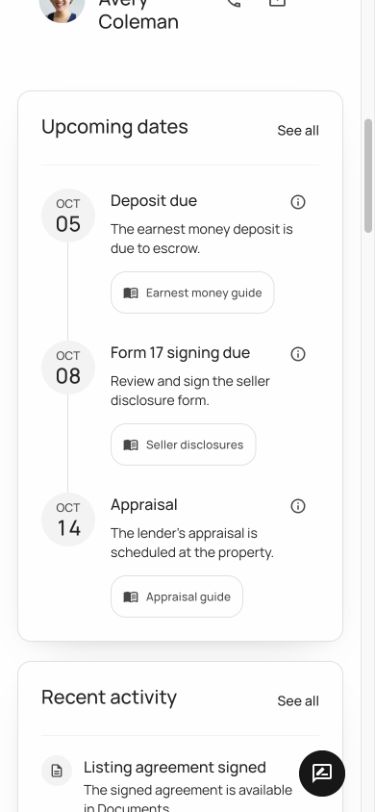 Avery
Coleman
Upcoming dates
See all
OCT
05
Deposit due
The earnest money deposit is
due to escrow.
Earnest money guide
OCT
08
Form 17 signing due
Review and sign the seller
disclosure form.
Seller disclosures
OCT
14
Appraisal
The lender's appraisal is
scheduled at the property.
Appraisal guide
Recent activity
See all
Listing agreement signed
The signed agreement is available
in Documents.